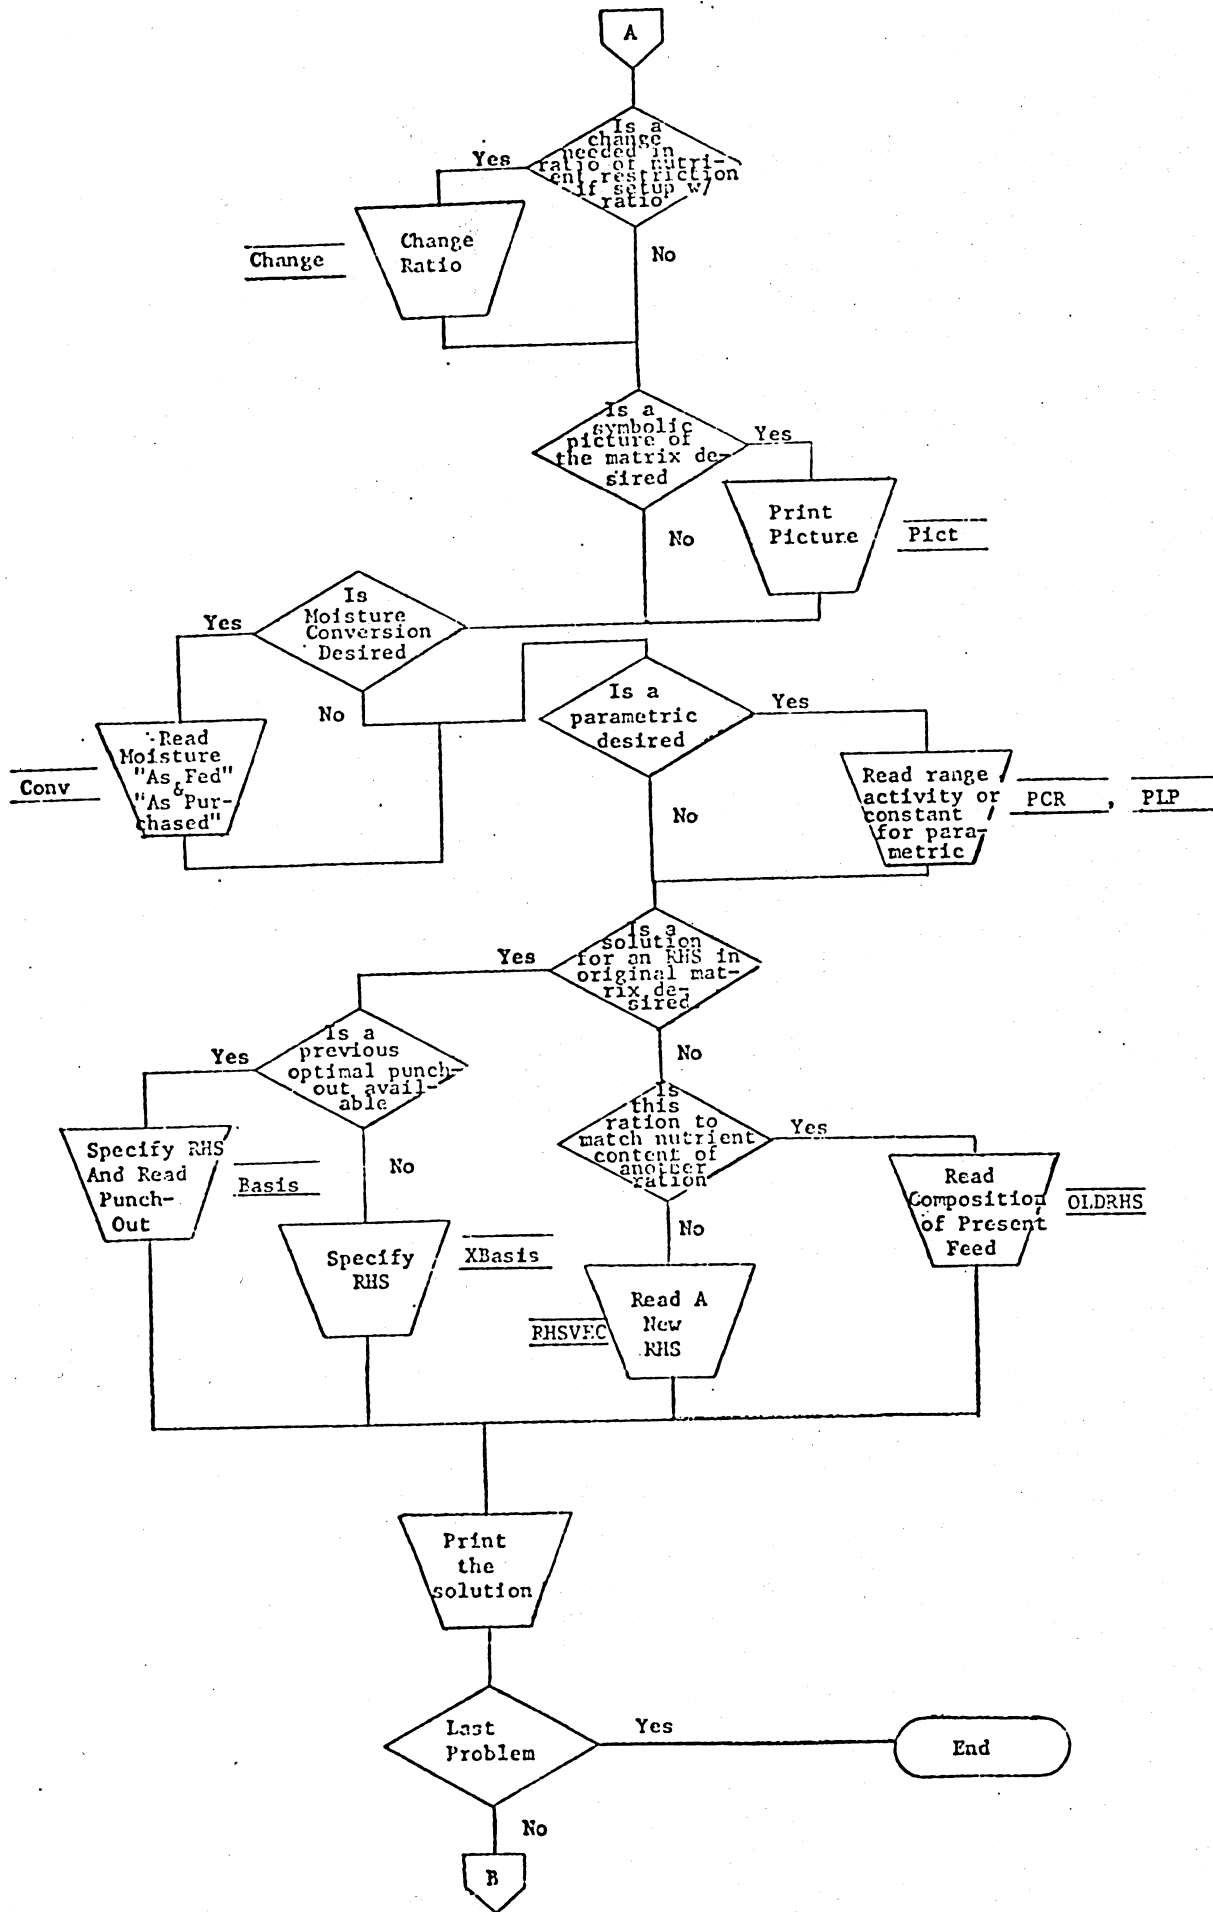 A
Is a
change
needed in
ratio of nutri-
ent restriction
if setup w/
ratio
Yes
No
Change
Ratio
Change
Is a
symbolic
picture of
the matrix de-
sired
Yes
No
Print
Picture
Pict
Is
Moisture
Conversion
Desired
Yes
No
Read
Moisture
"As Fed"
&
"As Pur-
chased"
Conv
Is a
parametric
desired
Yes
No
Read range
activity or
constant
for para-
metric
PCR , PLP
Is a
solution
for an RHS in
original mat-
rix de-
sired
Yes
No
Is a
previous
optimal punch-
out avail-
able
Yes
No
Specify RHS
And Read
Punch-
Out
Basis
Specify
RHS
XBasis
Is
this
ration to
match nutrient
content of
another
ration
Yes
No
Read A
New
RHS
RHSVEC
Read
Composition
of Present
Feed
OLDRHS
Print
the
solution
Last
Problem
Yes
End
No
B